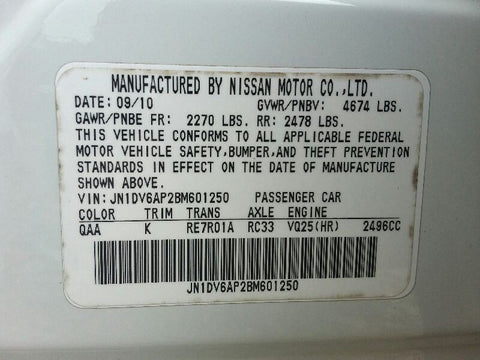 MANUFACTURED BY NISSAN MOTOR CO.,LTD.
DATE: 09/10 GVWR/PNBV: 4674 LBS.
GAWR/PNBE FR: 2270 LBS. RR: 2478 LBS.
THIS VEHICLE CONFORMS TO ALL APPLICABLE FEDERAL
MOTOR VEHICLE SAFETY,BUMPER,AND THEFT PREVENTION
STANDARDS IN EFFECT ON THE DATE OF MANUFACTURE
SHOWN ABOVE.
VIN: JN1DV6AP2BM601250 PASSENGER CAR
COLOR TRIM TRANS AXLE ENGINE
QAA K RE7R01A RC33 VQ25(HR) 2496CC
JN1DV6AP2BM601250